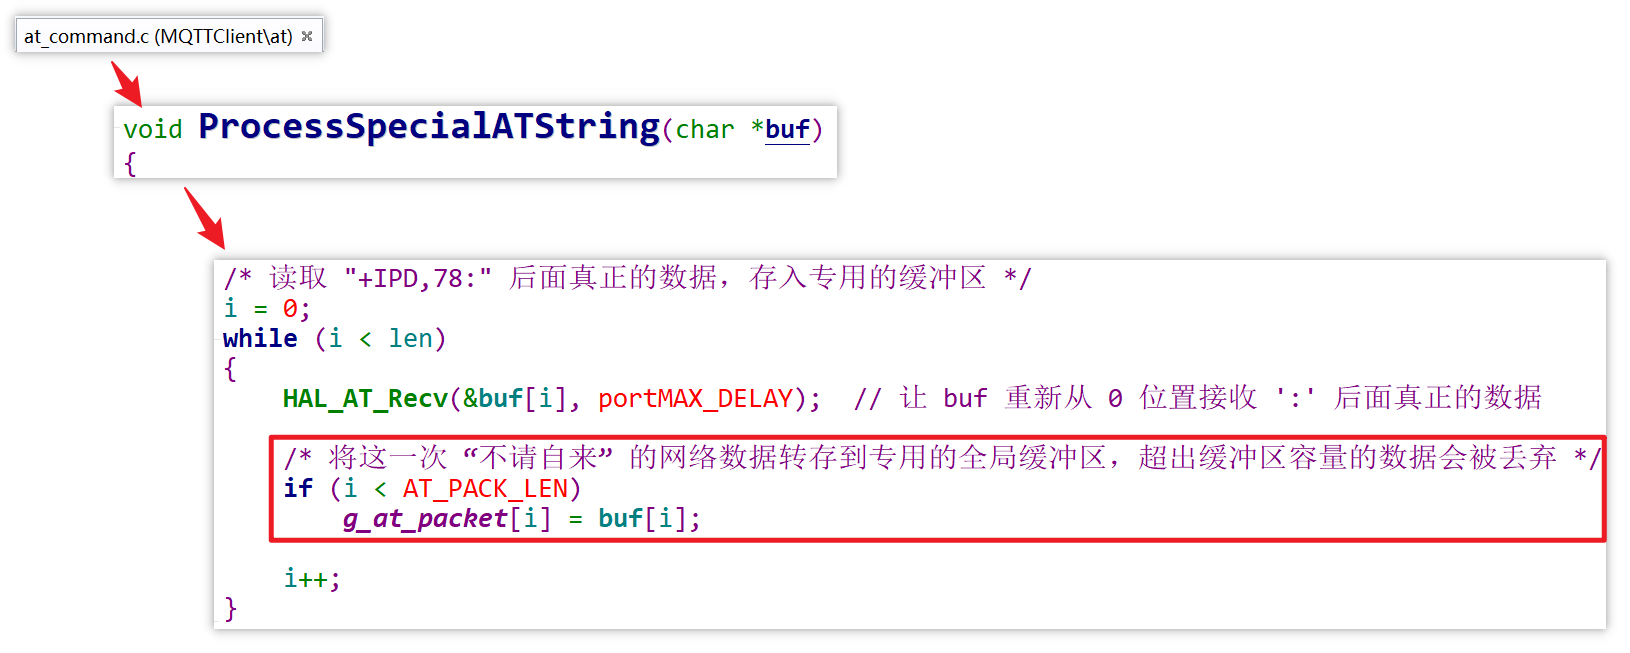 at_command.c (MQTTClient\at) ×
void ProcessSpecialATString(char *buf)
{
/* 读取 "+IPD,78:" 后面真正的数据，存入专用的缓冲区 */
i = 0;
while (i < len)
{
HAL_AT_Recv(&buf[i], portMAX_DELAY);  // 让 buf 重新从 0 位置接收 ':' 后面真正的数据
/* 将这一次 “不请自来” 的网络数据转存到专用的全局缓冲区，超出缓冲区容量的数据会被丢弃 */
if (i < AT_PACK_LEN)
g_at_packet[i] = buf[i];
i++;
}